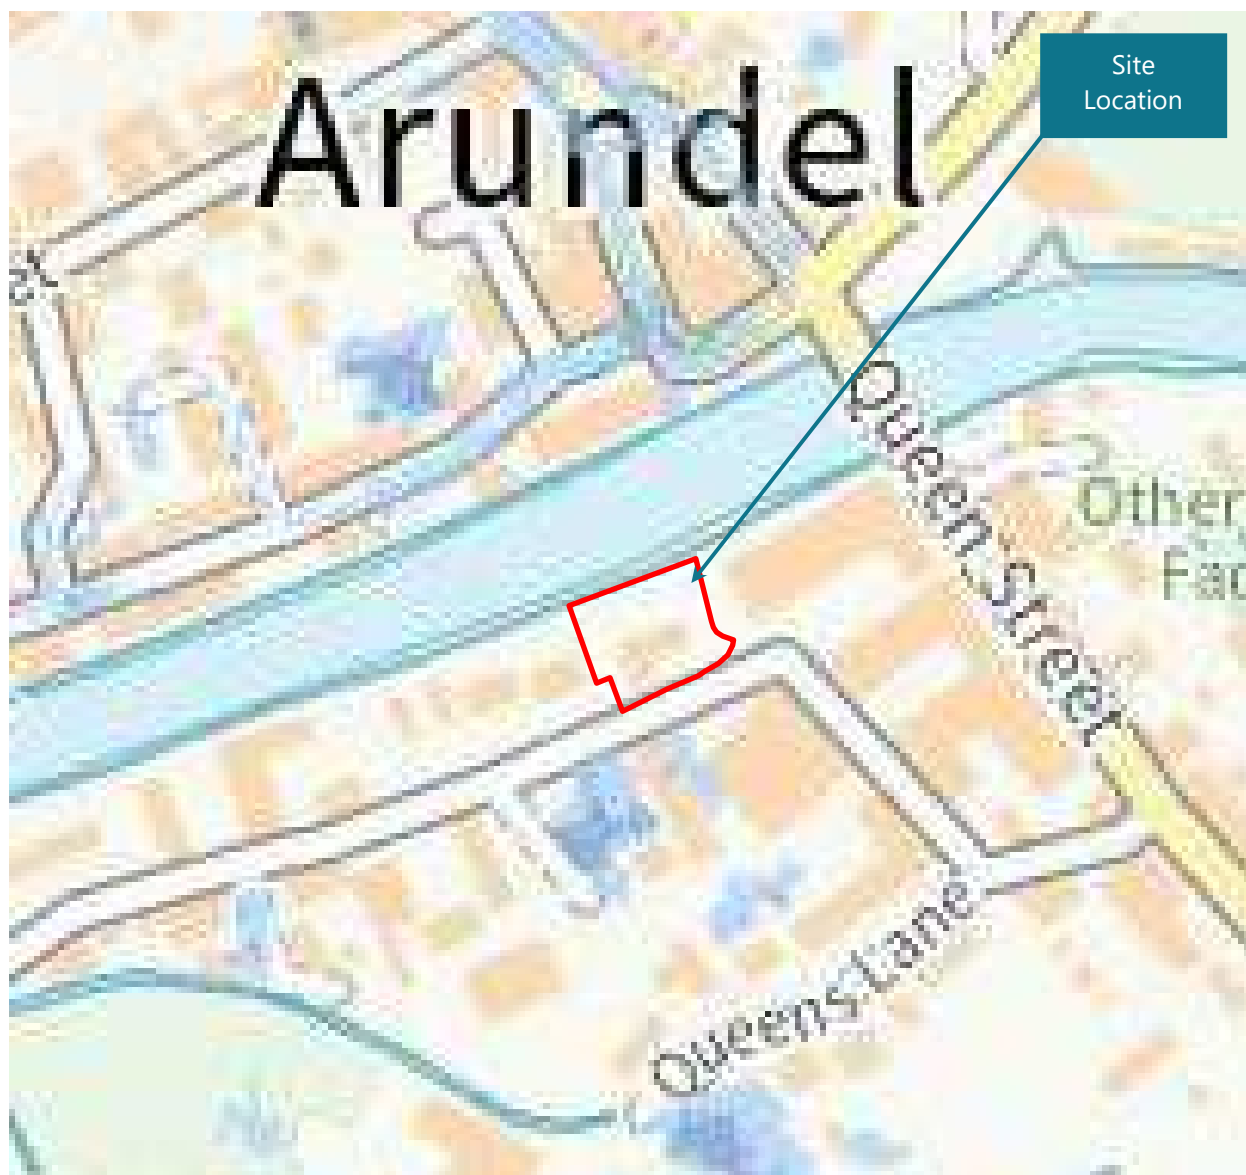 Site
Location
Arundel
Queen Street
Other
Queens Lane